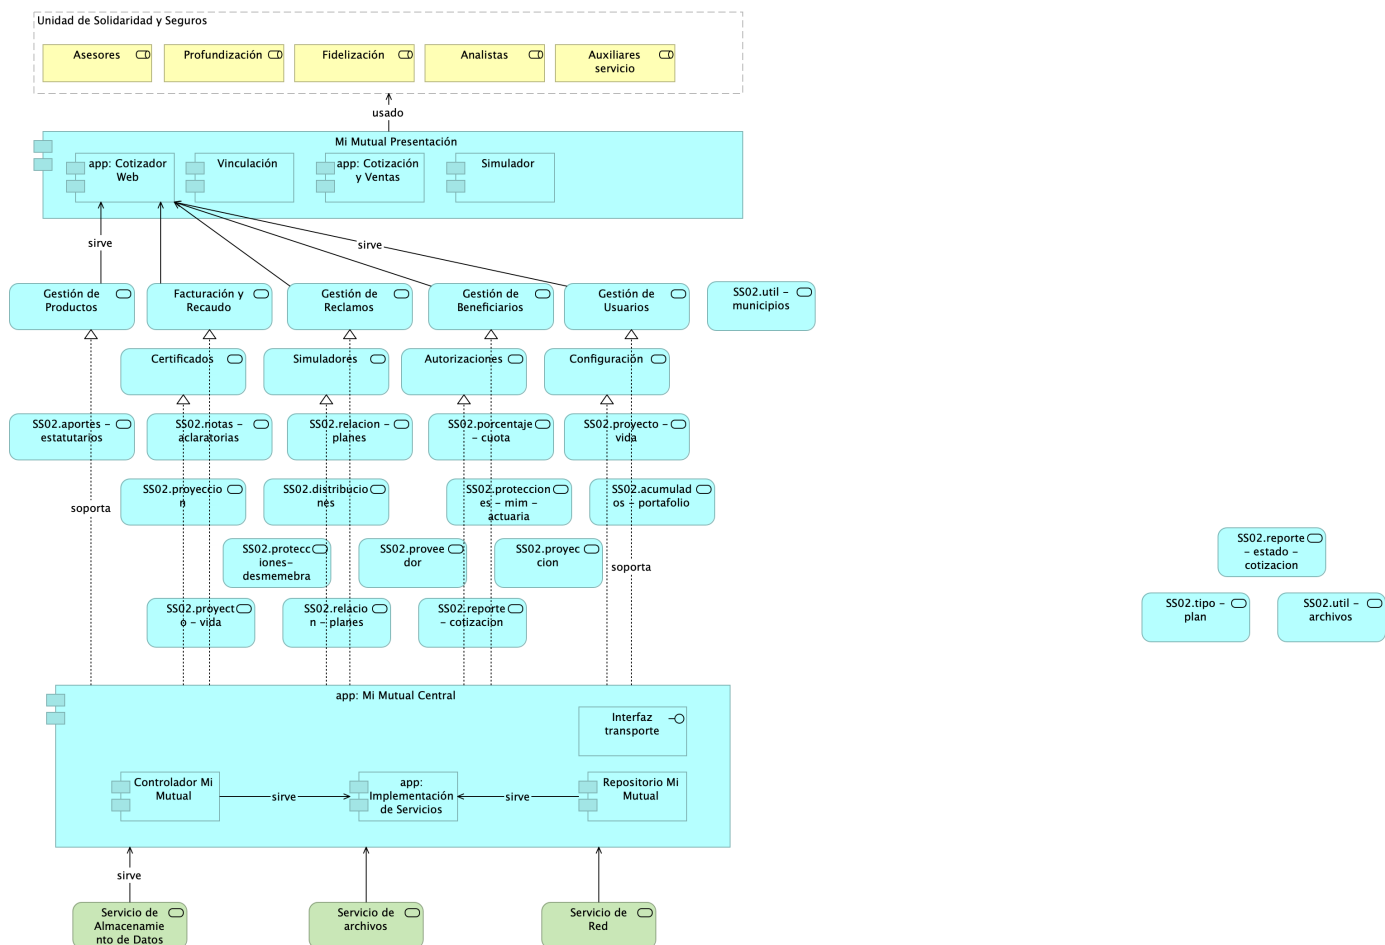 Unidad de Solidaridad y Seguros
Asesores
Profundización
Fidelización
Analistas
Auxiliares
servicio
usado
Mi Mutual Presentación
app: Cotizador
Web
Vinculación
app: Cotización
y Ventas
Simulador
sirve
sirve
Gestión de
Productos
Facturación y
Recaudo
Gestión de
Reclamos
Gestión de
Beneficiarios
Gestión de
Usuarios
SS02.util –
municipios
Certificados
Simuladores
Autorizaciones
Configuración
SS02.aportes –
estatutarios
SS02.notas –
aclaratorias
SS02.relacion –
planes
SS02.porcentaje
– cuota
SS02.proyecto –
vida
SS02.proyeccio
n
SS02.distribucio
nes
SS02.proteccion
es – mim –
actuaria
SS02.acumulad
os – portafolio
soporta
SS02.protecc
iones–
desmemebra
SS02.provee
dor
SS02.proyec
cion
soporta
SS02.reporte
– estado –
cotizacion
SS02.proyect
o – vida
SS02.relacio
n – planes
SS02.reporte
– cotizacion
SS02.tipo –
plan
SS02.util –
archivos
app: Mi Mutual Central
Interfaz
transporte
Controlador Mi
Mutual
sirve
app:
Implementación
de Servicios
sirve
Repositorio Mi
Mutual
sirve
Servicio de
Almacenamie
nto de Datos
Servicio de
archivos
Servicio de
Red